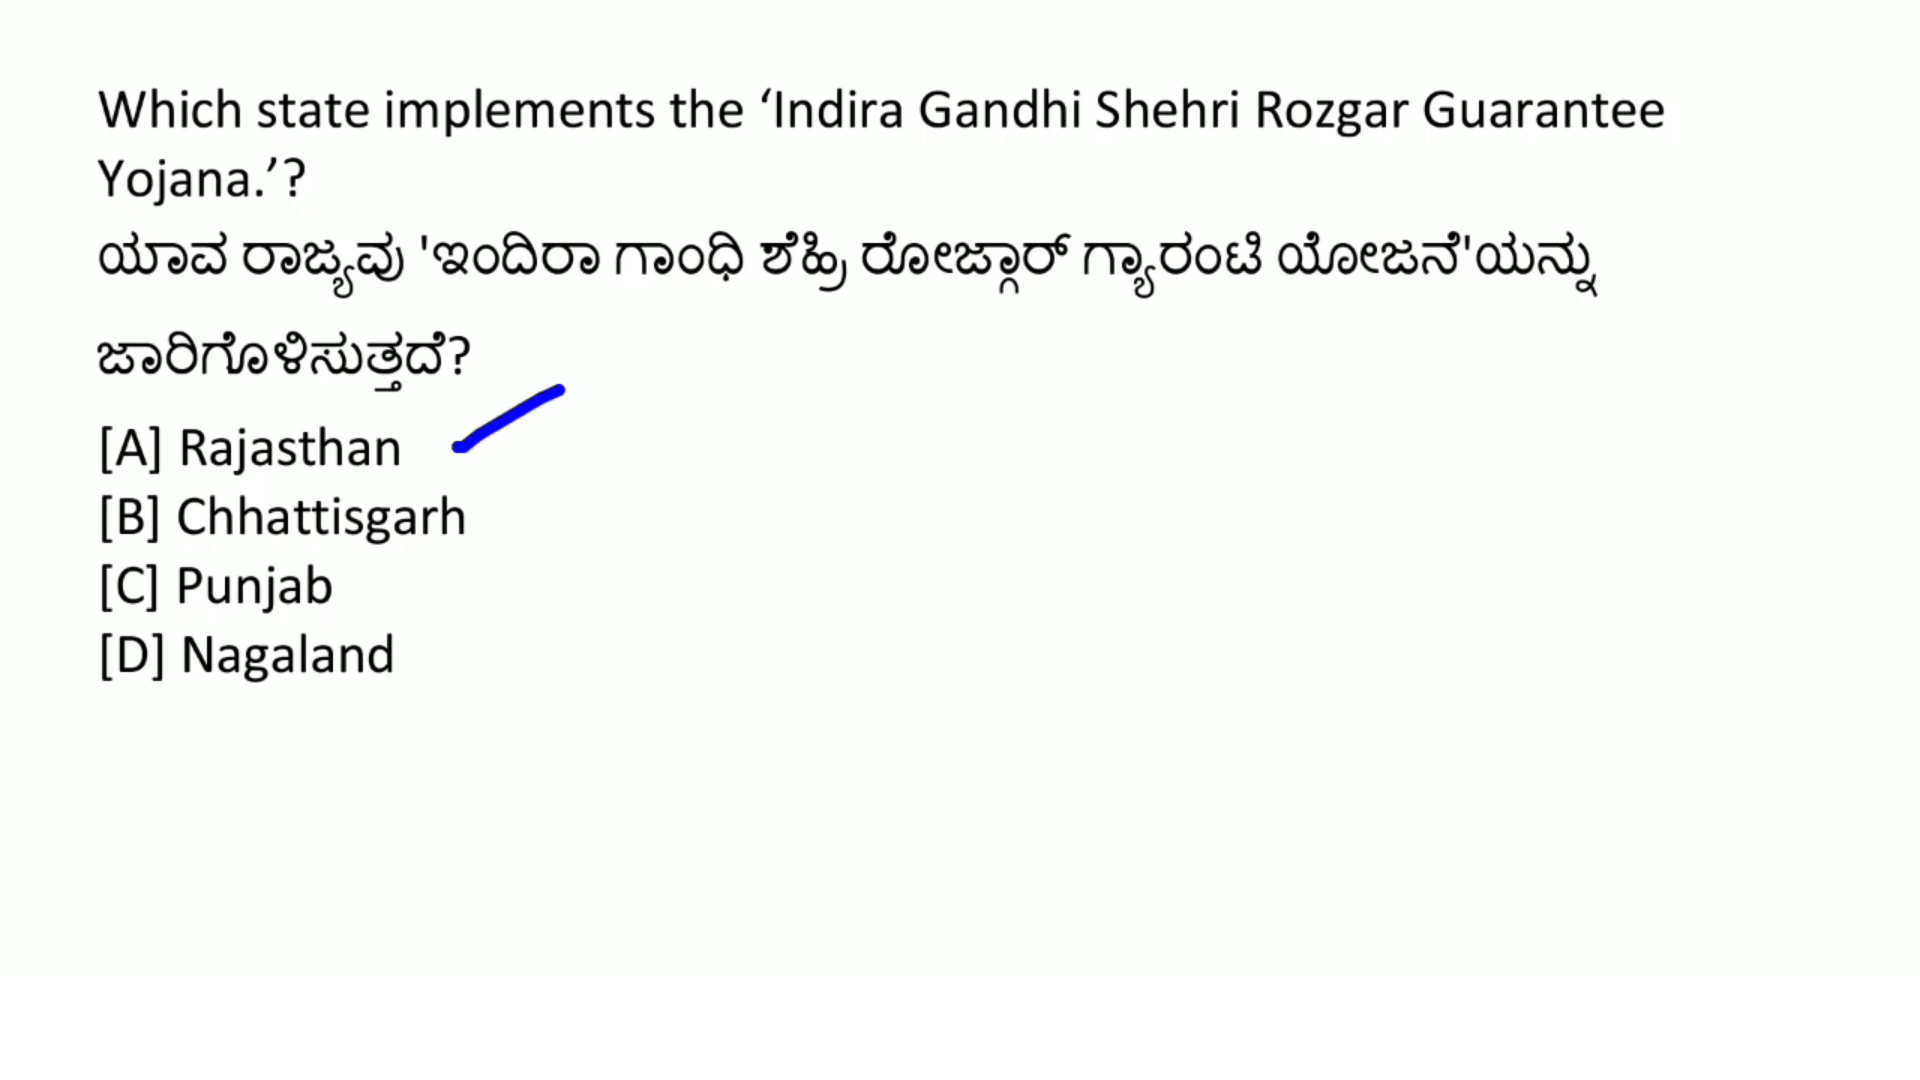 Which state implements the ‘Indira Gandhi Shehri Rozgar Guarantee
Yojana.’?
ಯಾವ ರಾಜ್ಯವು 'ಇಂದಿರಾ ಗಾಂಧಿ ಶೆಹ್ರಿ ರೋಜ್ಗಾರ್ ಗ್ಯಾರಂಟಿ ಯೋಜನೆ'ಯನ್ನು
ಜಾರಿಗೊಳಿಸುತ್ತದೆ?
[A] Rajasthan
[B] Chhattisgarh
[C] Punjab
[D] Nagaland